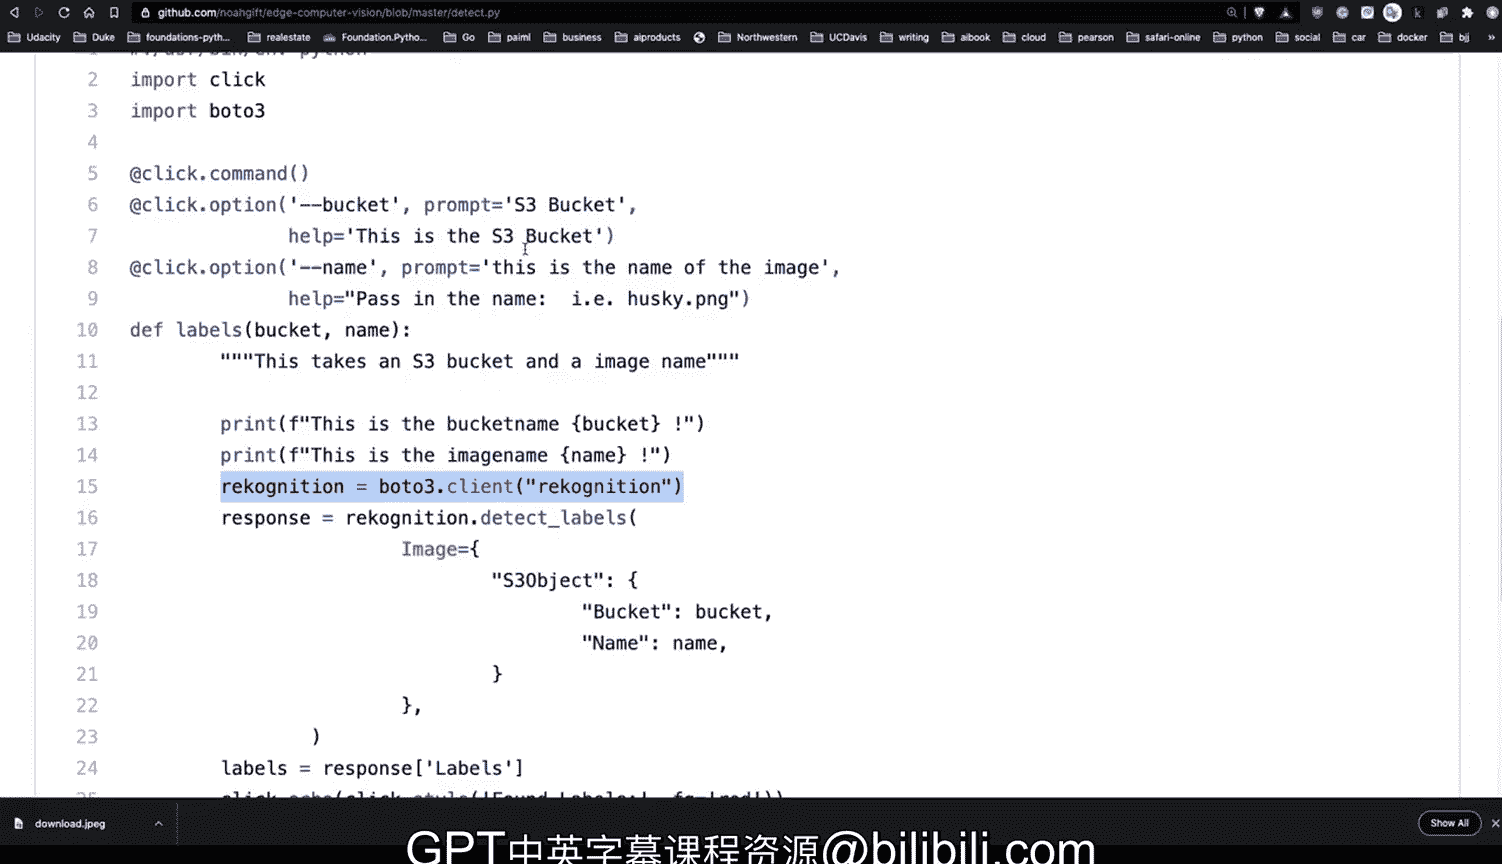 github.com/noahgift/edge-computer-vision/blob/master/detect.py
Udacity Duke foundations-pyth... realestate Foundation.Pytho... Go paiml business aiproducts Northwestern UCDavis writing aibook cloud pearson safari-online python social car docker bjj »
2 import click
3 import boto3
4
5 @click.command()
6 @click.option('--bucket', prompt='S3 Bucket',
7 help='This is the S3 Bucket')
8 @click.option('--name', prompt='this is the name of the image',
9 help="Pass in the name:  i.e. husky.png")
10 def labels(bucket, name):
11 """This takes an S3 bucket and a image name"""
12
13 print(f"This is the bucketname {bucket} !")
14 print(f"This is the imagename {name} !")
15 rekognition = boto3.client("rekognition")
16 response = rekognition.detect_labels(
17 Image={
18 "S3Object": {
19 "Bucket": bucket,
20 "Name": name,
21 }
22 },
23 )
24 labels = response['Labels']
download.jpeg
Show All
GPT中英字幕课程资源@bilibili.com